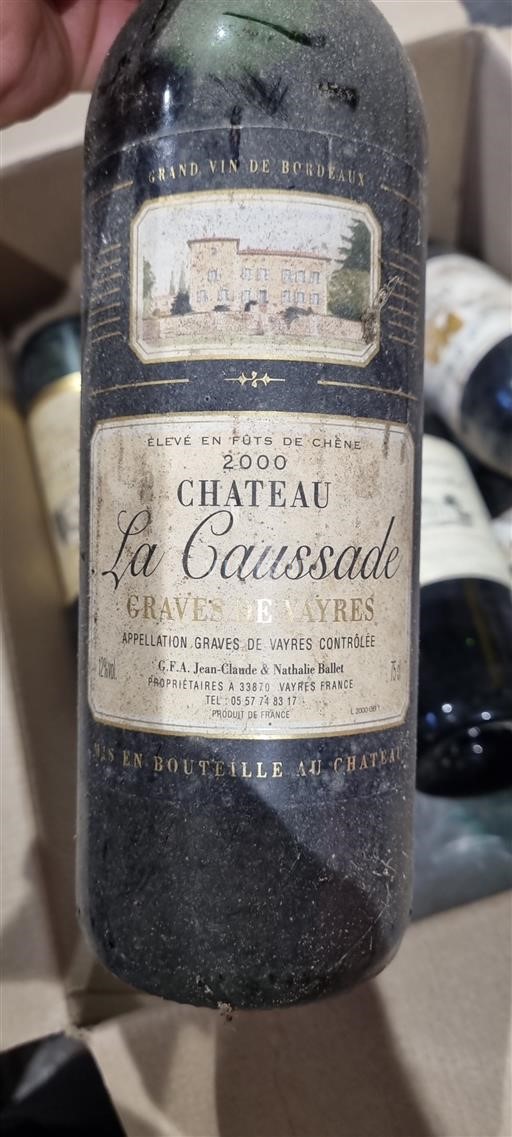 GRAND VIN DE BORDEAUX
ÉLEVÉ EN FÛTS DE CHÊNE
2000
CHATEAU
La Caussade
GRAVES DE VAYRES
APPELLATION GRAVES DE VAYRES CONTRÔLÉE
12%vol. G.F.A. Jean-Claude & Nathalie Ballet 75 cl
PROPRIÉTAIRES A 33870 VAYRES FRANCE
TEL : 05 57 74 83 17
PRODUIT DE FRANCE
MIS EN BOUTEILLE AU CHATEAU